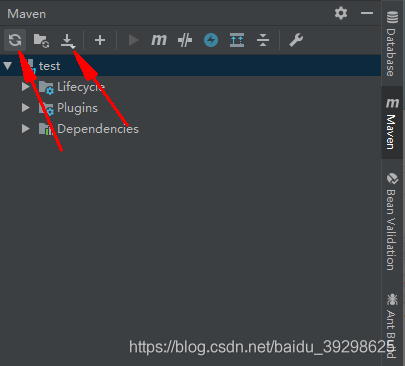 Maven
m
test
Lifecycle
Plugins
Dependencies
Database
m
Maven
Bean Validation
Ant Build
https://blog.csdn.net/baidu_39298625